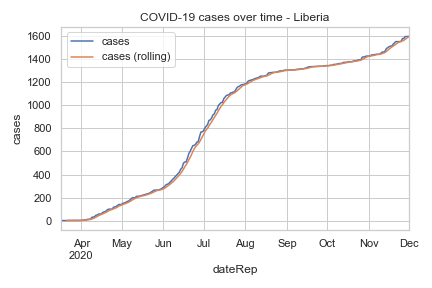 COVID-19 cases over time - Liberia
cases
cases (rolling)
1600
1400
1200
1000
800
600
400
200
0
cases
Apr
2020
May
Jun
Jul
Aug
Sep
Oct
Nov
Dec
dateRep